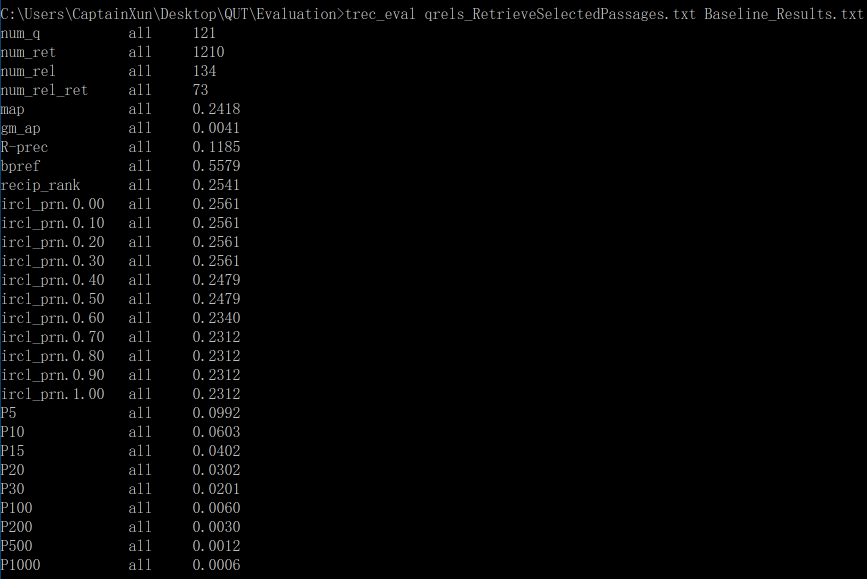 C:\Users\CaptainXun\Desktop\QUT\Evaluation>trec_eval qrels_RetrieveSelectedPassages.txt Baseline_Results.txt
num_q all 121
num_ret all 1210
num_rel all 134
num_rel_ret all 73
map all 0.2418
gm_ap all 0.0041
R-prec all 0.1185
bpref all 0.5579
recip_rank all 0.2541
ircl_prn.0.00 all 0.2561
ircl_prn.0.10 all 0.2561
ircl_prn.0.20 all 0.2561
ircl_prn.0.30 all 0.2561
ircl_prn.0.40 all 0.2479
ircl_prn.0.50 all 0.2479
ircl_prn.0.60 all 0.2340
ircl_prn.0.70 all 0.2312
ircl_prn.0.80 all 0.2312
ircl_prn.0.90 all 0.2312
ircl_prn.1.00 all 0.2312
P5 all 0.0992
P10 all 0.0603
P15 all 0.0402
P20 all 0.0302
P30 all 0.0201
P100 all 0.0060
P200 all 0.0030
P500 all 0.0012
P1000 all 0.0006